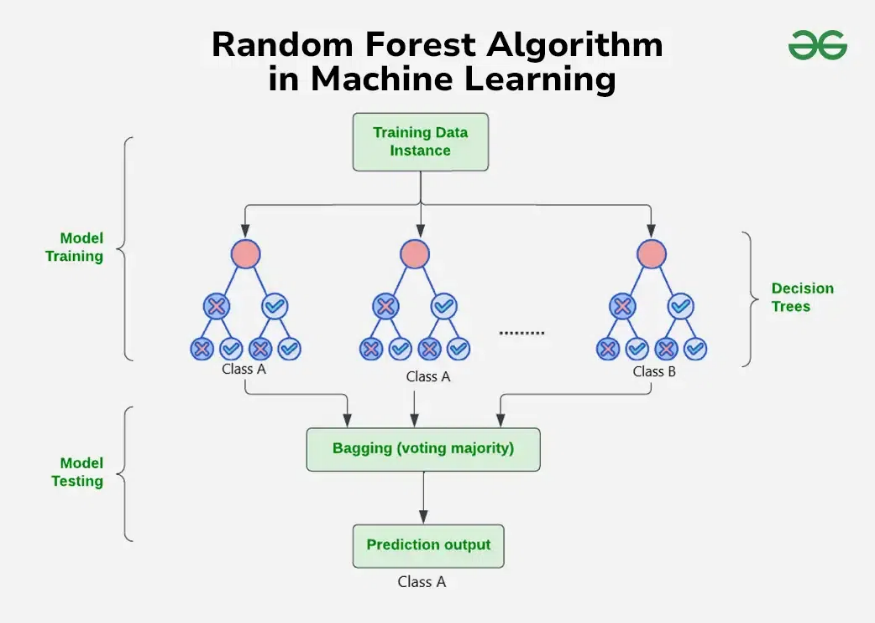 Random Forest Algorithm
in Machine Learning
Training Data
Instance
Model
Training
Decision
Trees
.........
Class A
Class A
Class B
Bagging (voting majority)
Model
Testing
Prediction output
Class A